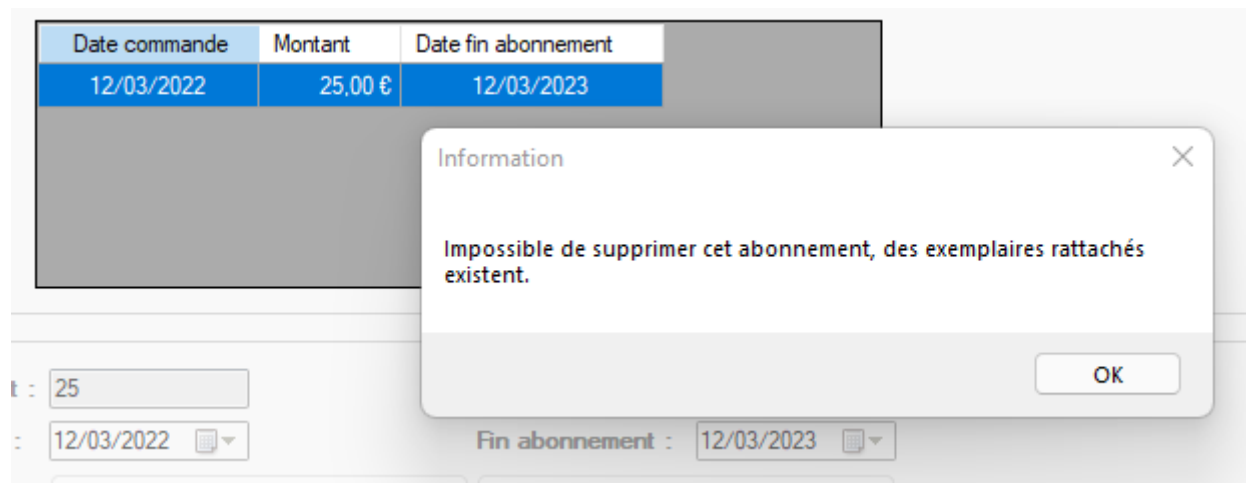 Date commande Montant Date fin abonnement
12/03/2022 25,00 € 12/03/2023
Information
Impossible de supprimer cet abonnement, des exemplaires rattachés
existent.
OK
t : 25
: 12/03/2022 Fin abonnement : 12/03/2023